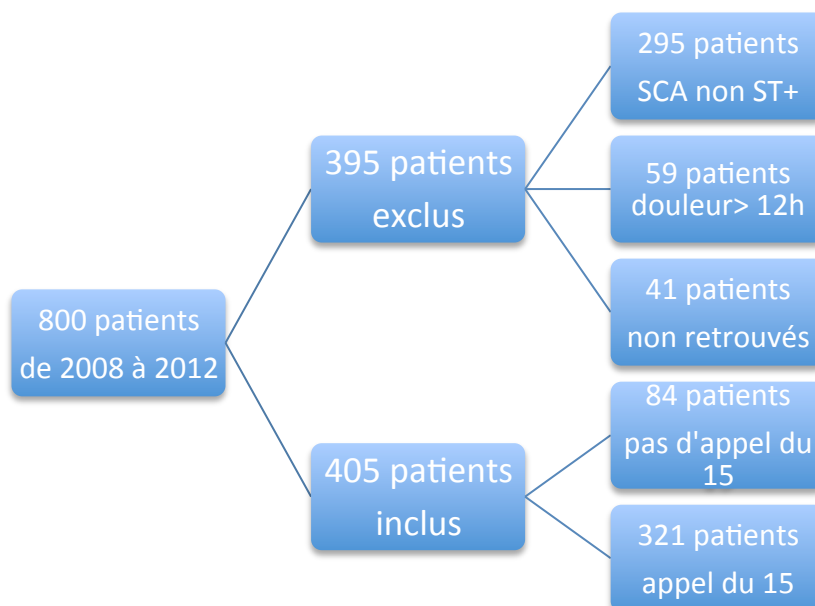 800 patients
de 2008 à 2012
395 patients
exclus
295 patients
SCA non ST+
59 patients
douleur> 12h
41 patients
non retrouvés
405 patients
inclus
84 patients
pas d'appel du
15
321 patients
appel du 15